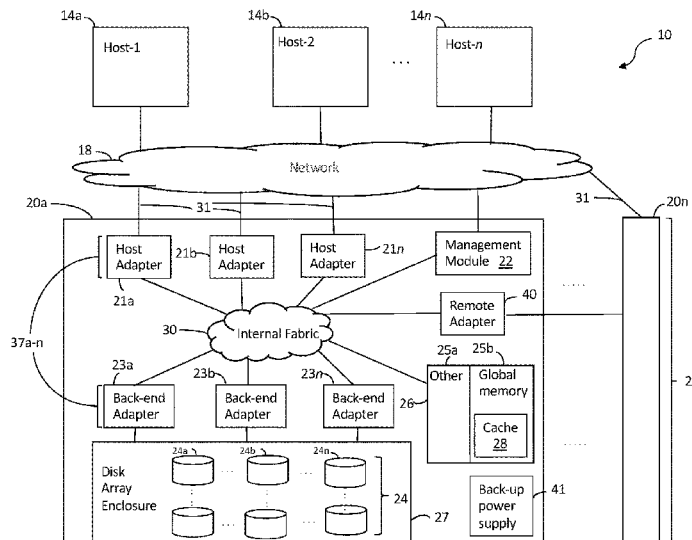 14a
14b
14n
Host-1
Host-2
Host-n
...
10
18
Network
20a
31
31
20n
Host
Adapter
21b
Host
Adapter
Host
Adapter
21n
Management
Module 22
21a
.....
30
Internal Fabric
Remote
Adapter
40
37a-n
23a
23b
23n
25a
25b
Other
Global
memory
26
Back-end
Adapter
Back-end
Adapter
Back-end
Adapter
Cache
28
2
24a
24b
24n
Disk
Array
Enclosure
24
27
Back-up
power
supply
41
.....